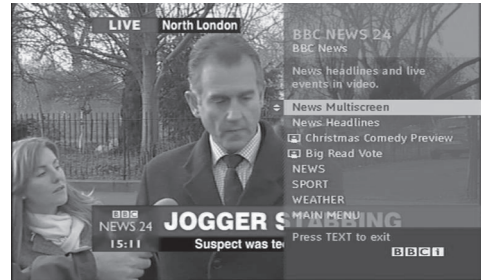 LIVE North London
BBC NEWS 24
BBC News
News headlines and live
events in video.
News Multiscreen
News Headlines
Christmas Comedy Preview
Big Read Vote
NEWS
SPORT
WEATHER
MAIN MENU
Press TEXT to exit
BBCi
BBC
NEWS 24
15:11
JOGGER STABBING
Suspect was